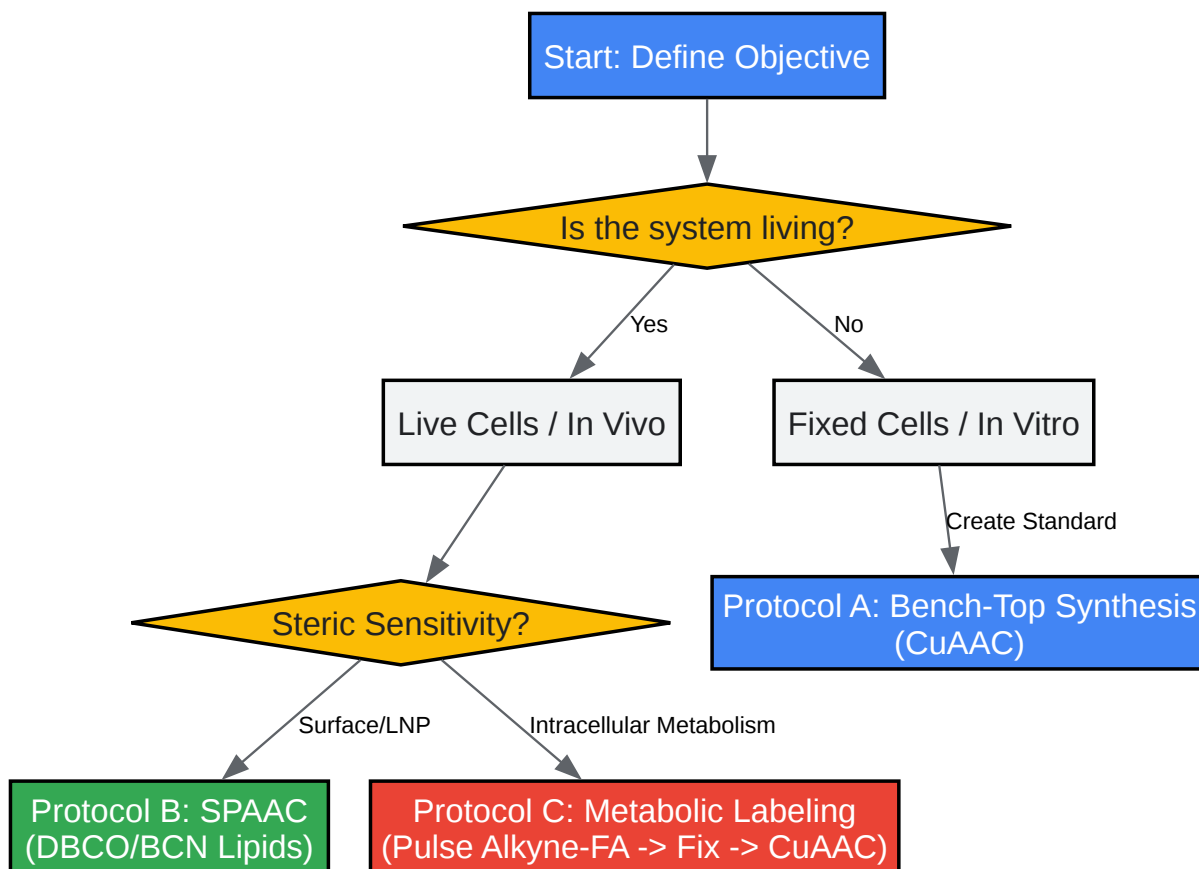 Start: Define Objective
Is the system living?
Yes
No
Live Cells / In Vivo
Fixed Cells / In Vitro
Create Standard
Protocol A: Bench-Top Synthesis
(CuAAC)
Steric Sensitivity?
Surface/LNP
Intracellular Metabolism
Protocol B: SPAAC
(DBCO/BCN Lipids)
Protocol C: Metabolic Labeling
(Pulse Alkyne-FA -> Fix -> CuAAC)